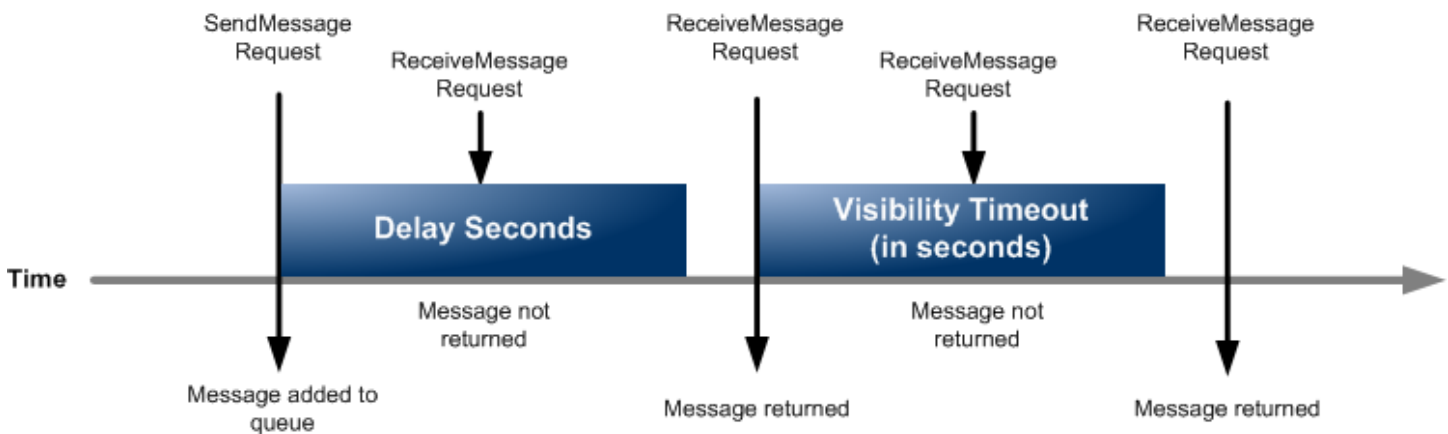 SendMessage
Request
ReceiveMessage
Request
ReceiveMessage
Request
ReceiveMessage
Request
ReceiveMessage
Request
Delay Seconds
Visibility Timeout
(in seconds)
Time
Message not
returned
Message not
returned
Message added to
queue
Message returned
Message returned